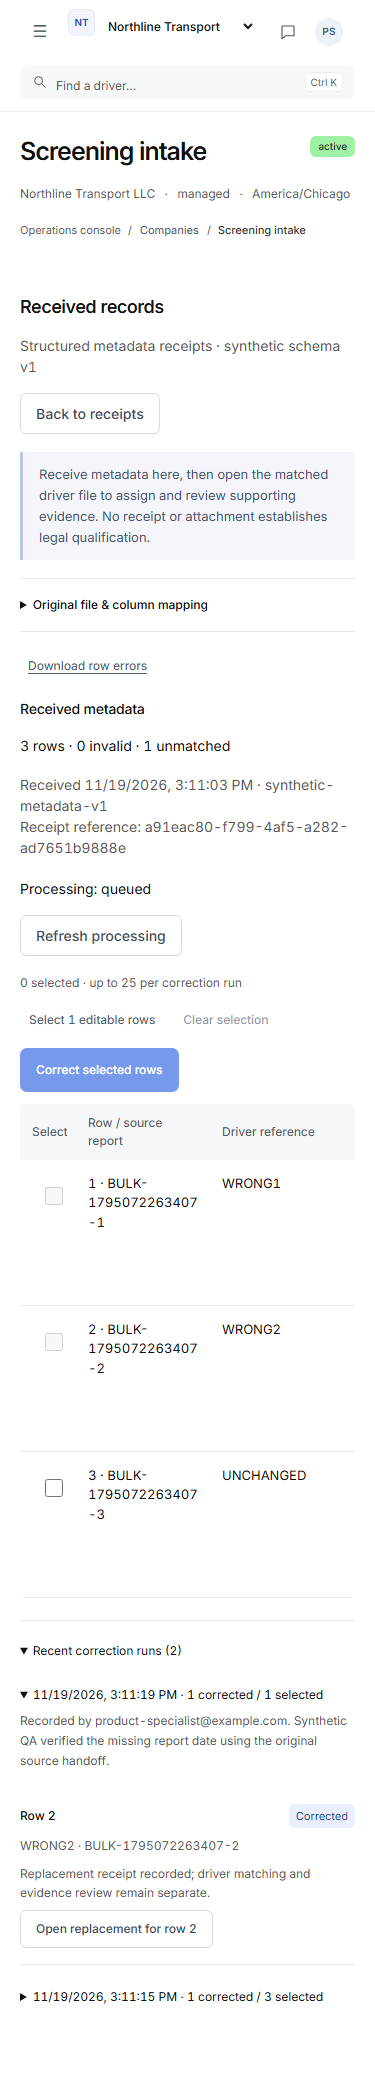 NT
Northline Transport
PS
Find a driver...
Ctrl K
Screening intake
active
Northline Transport LLC · managed · America/Chicago
Operations console / Companies / Screening intake
Received records
Structured metadata receipts · synthetic schema
v1
Back to receipts
Receive metadata here, then open the matched
driver file to assign and review supporting
evidence. No receipt or attachment establishes
legal qualification.
Original file & column mapping
Download row errors
Received metadata
3 rows · 0 invalid · 1 unmatched
Received 11/19/2026, 3:11:03 PM · synthetic-
metadata-v1
Receipt reference: a91eac80-f799-4af5-a282-
ad7651b9888e
Processing: queued
Refresh processing
0 selected · up to 25 per correction run
Select 1 editable rows
Clear selection
Correct selected rows
Select
Row / source
report
Driver reference
1 · BULK-
1795072263407
-1
WRONG1
2 · BULK-
1795072263407
-2
WRONG2
3 · BULK-
1795072263407
-3
UNCHANGED
Recent correction runs (2)
11/19/2026, 3:11:19 PM · 1 corrected / 1 selected
Recorded by product-specialist@example.com. Synthetic
QA verified the missing report date using the original
source handoff.
Row 2
Corrected
WRONG2 · BULK-1795072263407-2
Replacement receipt recorded; driver matching and
evidence review remain separate.
Open replacement for row 2
11/19/2026, 3:11:15 PM · 1 corrected / 3 selected